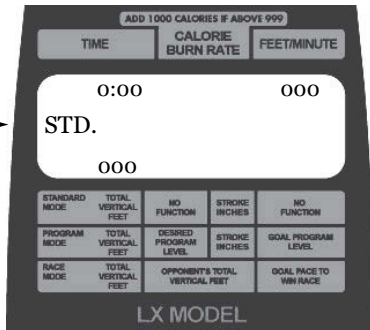 ADD 1000 CALORIES IF ABOVE 999
TIME
CALORIE
BURN RATE
FEET/MINUTE
0:00 000
STD.
000
STANDARD
MODE
TOTAL
VERTICAL
FEET
NO
FUNCTION
STROKE
INCHES
NO
FUNCTION
PROGRAM
MODE
TOTAL
VERTICAL
FEET
DESIRED
PROGRAM
LEVEL
STROKE
INCHES
GOAL PROGRAM
LEVEL
RACE
MODE
TOTAL
VERTICAL
FEET
OPPONENT'S TOTAL
VERTICAL FEET
GOAL PACE TO
WIN RACE
LX MODEL